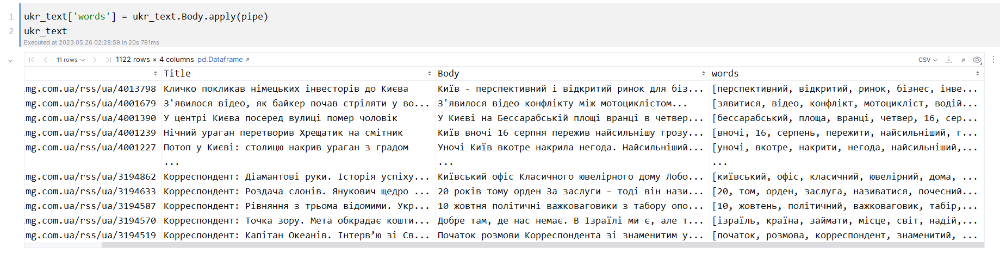 1 ukr_text['words'] = ukr_text.Body.apply(pipe)
2 ukr_text
Executed at 2023.05.26 02:28:59 in 20s 791ms
11 rows 1122 rows × 4 columns pd.Dataframe CSV
Title Body words
mg.com.ua/rss/ua/4013798 Кличко покликав німецьких інвесторів до Києва Київ - перспективний і відкритий ринок для біз... [перспективний, відкритий, ринок, бізнес, інве...
mg.com.ua/rss/ua/4001679 З'явилося відео, як байкер почав стріляти у во... З'явилося відео конфлікту між мотоциклістом... [зявитися, відео, конфлікт, мотоцикліст, водій...
mg.com.ua/rss/ua/4001390 У центрі Києва посеред вулиці помер чоловік У Києві на Бессарабській площі вранці в четвер... [бессарабський, площа, вранці, четвер, 16, сер...
mg.com.ua/rss/ua/4001239 Нічний ураган перетворив Хрещатик на смітник Київ вночі 16 серпня пережив найсильнішу грозу... [вночі, 16, серпень, пережити, найсильніший, г...
mg.com.ua/rss/ua/4001227 Потоп у Києві: столицю накрив ураган з градом Уночі Київ вкотре накрила негода. Найсильніший... [уночі, вкотре, накрити, негода, найсильніший,...
... ... ...
mg.com.ua/rss/ua/3194862 Корреспондент: Діамантові руки. Історія успіху... Київський офіс Класичного ювелірного дому Лобо... [київський, офіс, класичний, ювелірний, дома, ...
mg.com.ua/rss/ua/3194633 Корреспондент: Роздача слонів. Янукович щедро ... 20 років тому орден За заслуги – тоді він нази... [20, том, орден, заслуга, називатися, почесний...
mg.com.ua/rss/ua/3194587 Корреспондент: Рівняння з трьома відомими. Укр... 10 жовтня політичні важковаговики з табору опо... [10, жовтень, політичний, важковаговик, табір,...
mg.com.ua/rss/ua/3194570 Корреспондент: Точка зору. Мета обкрадає кошти... Добре там, де нас немає. В Ізраїлі ми є, але т... [ізраїль, країна, займати, місце, світ, надій,...
mg.com.ua/rss/ua/3194519 Корреспондент: Капітан Океанів. Інтерв’ю зі Св... Початок розмови Корреспондента зі знаменитим у... [початок, розмова, корреспондент, знаменитий, ...